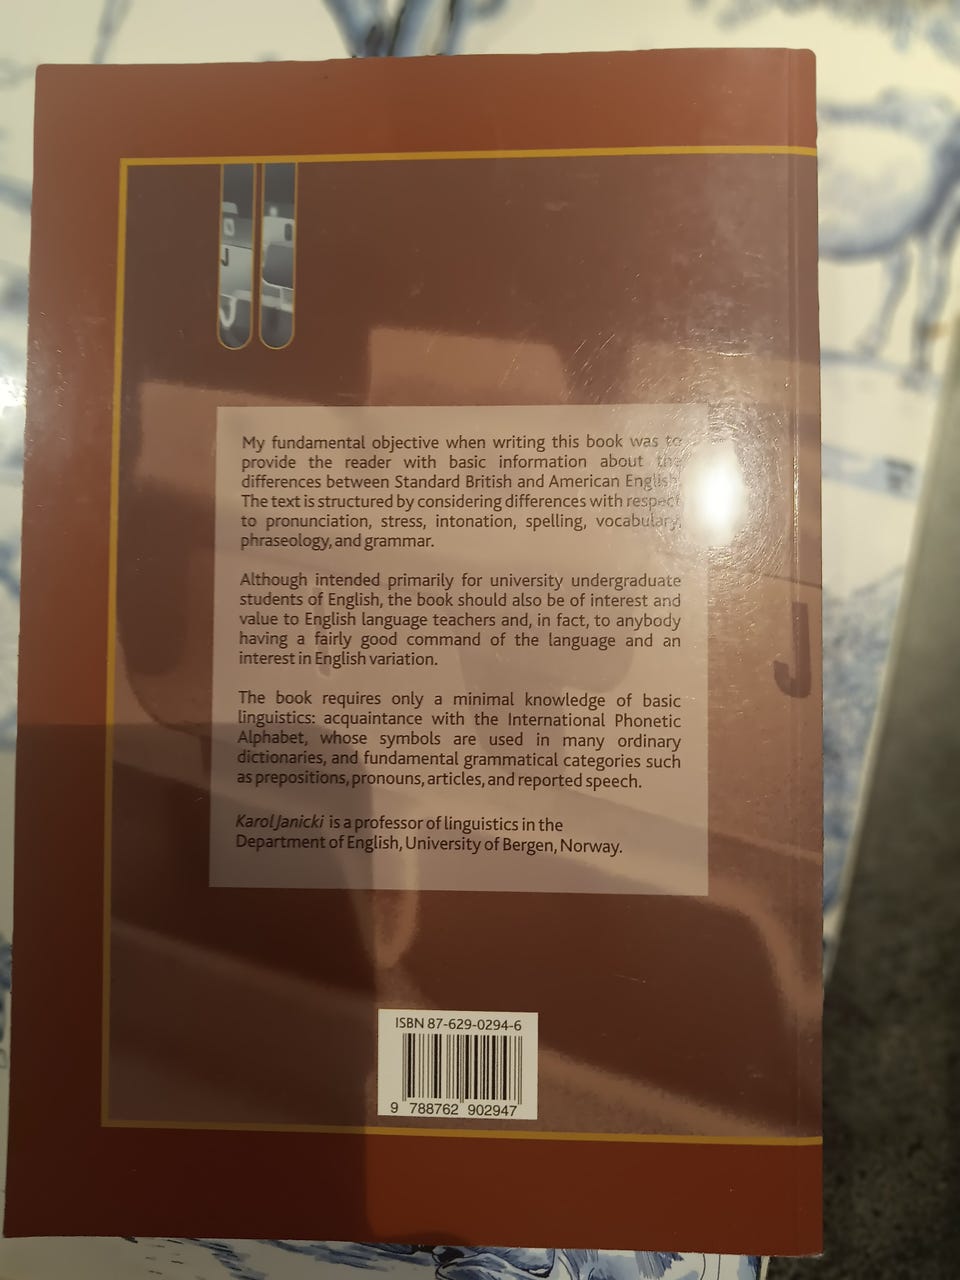 J
My fundamental objective when writing this book was to
provide the reader with basic information about the
differences between Standard British and American English.
The text is structured by considering differences with respect
to pronunciation, stress, intonation, spelling, vocabulary,
phraseology, and grammar.
Although intended primarily for university undergraduate
students of English, the book should also be of interest and
value to English language teachers and, in fact, to anybody
having a fairly good command of the language and an
interest in English variation.
J
The book requires only a minimal knowledge of basic
linguistics: acquaintance with the International Phonetic
Alphabet, whose symbols are used in many ordinary
dictionaries, and fundamental grammatical categories such
as prepositions, pronouns, articles, and reported speech.
Karol Janicki is a professor of linguistics in the
Department of English, University of Bergen, Norway.
ISBN 87-629-0294-6
9 788762 902947